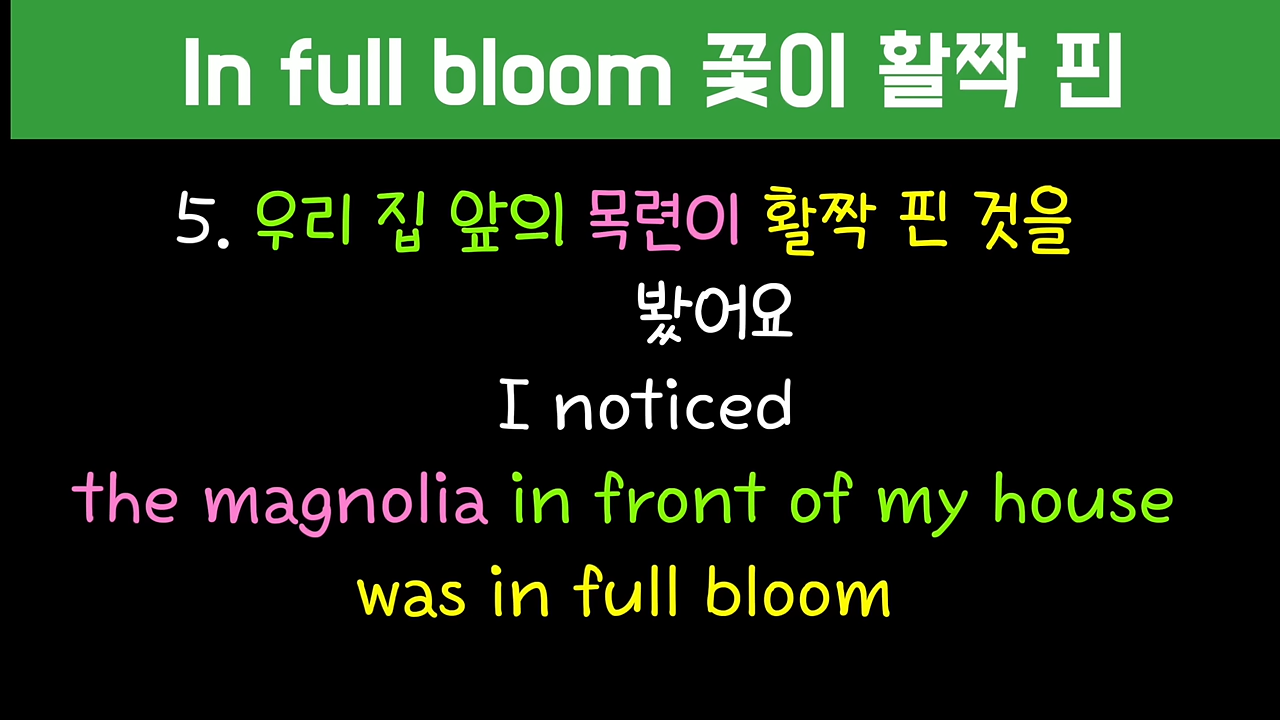 In full bloom 꽃이 활짝 핀
5. 우리 집 앞의 목련이 활짝 핀 것을
봤어요
I noticed
the magnolia in front of my house
was in full bloom